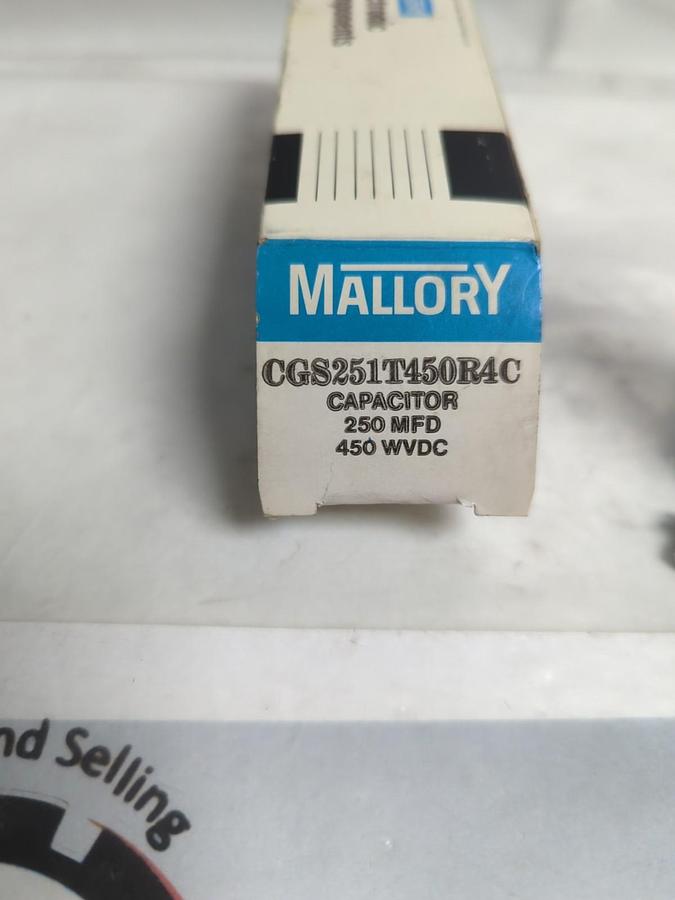 MALLORY
CGS251T450R4C
CAPACITOR
250 MFD
450 WVDC
nd Selling